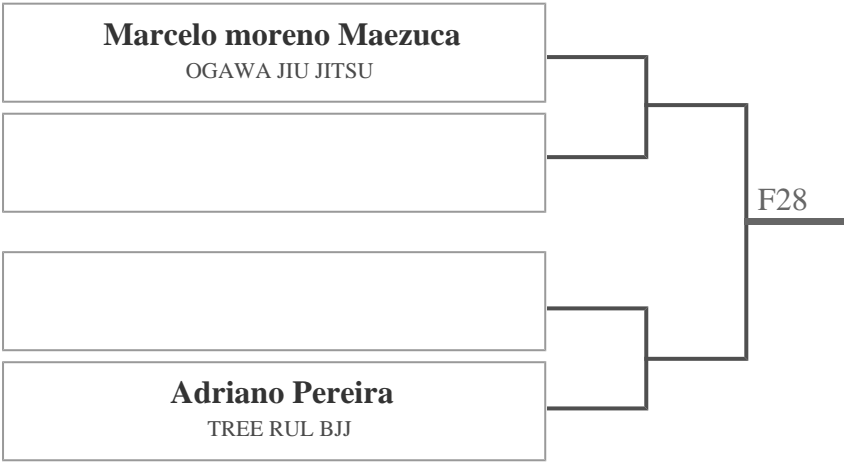 Marcelo moreno Maezuca
OGAWA JIU JITSU
F28
Adriano Pereira
TREE RUL BJJ